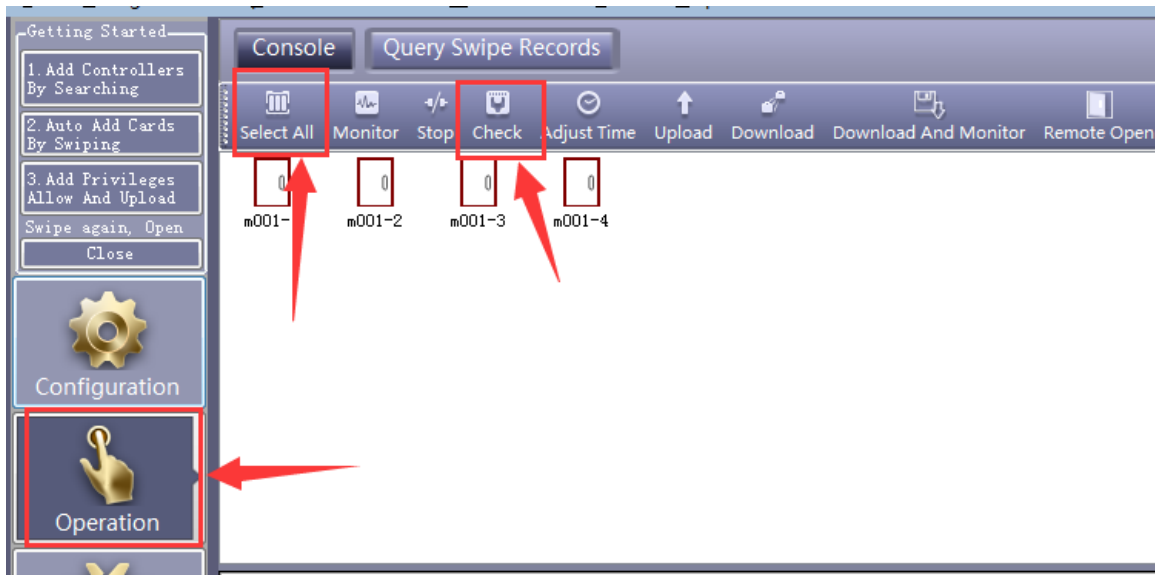 Getting Started
1.Add Controllers
By Searching
2.Auto Add Cards
By Swiping
3.Add Privileges
Allow And Upload
Swipe again, Open
Close
Configuration
Operation
Console
Query Swipe Records
Select All
Monitor
Stop
Check
Adjust Time
Upload
Download
Download And Monitor
Remote Open
0
0
0
0
m001-
m001-2
m001-3
m001-4